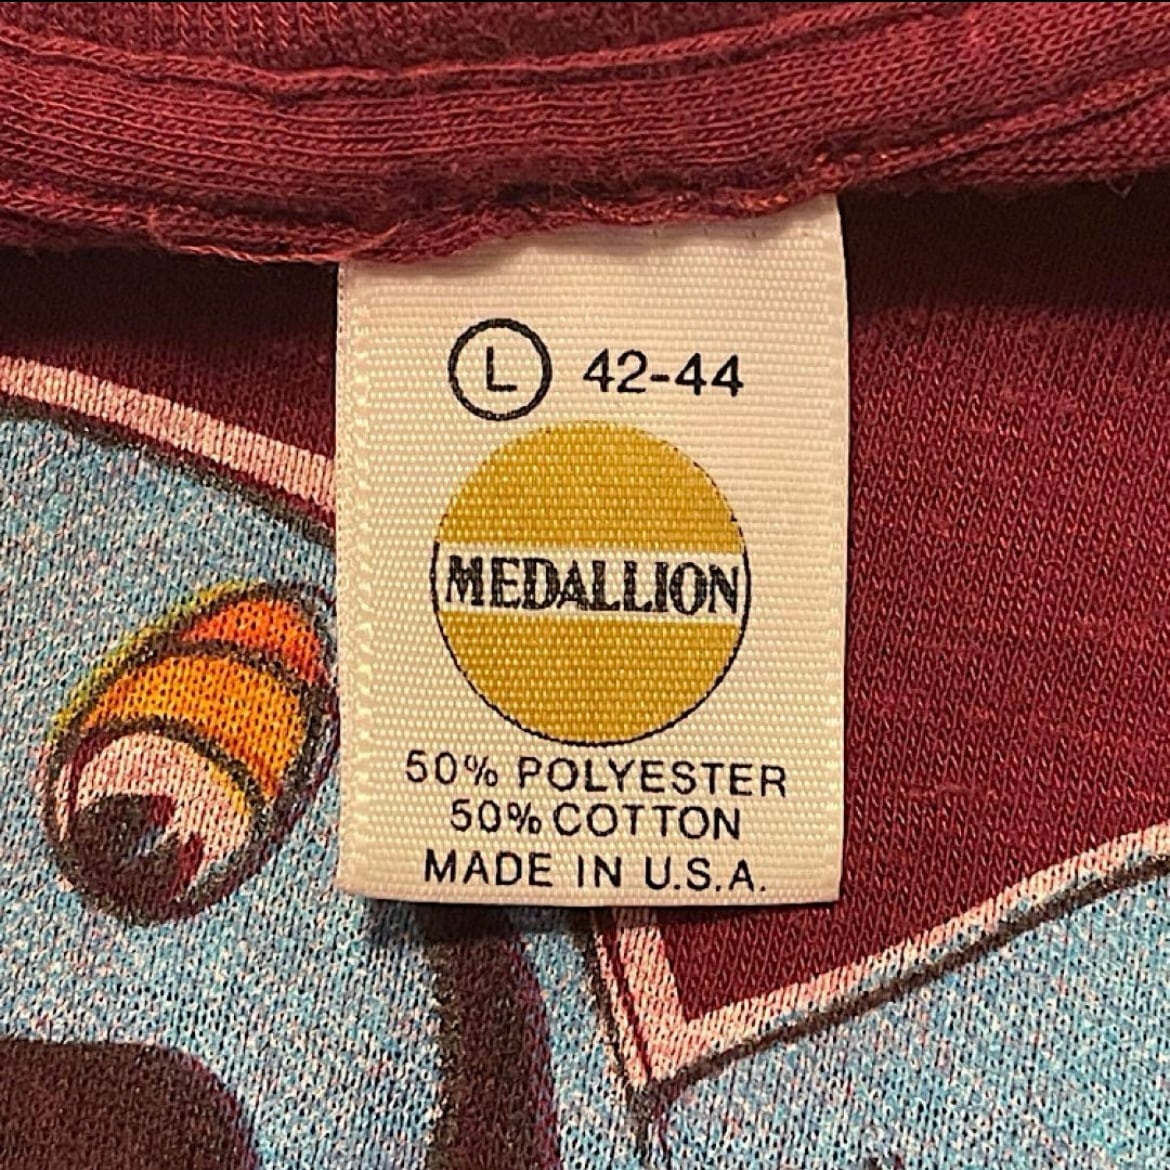 L 42-44
MEDALLION
50% POLYESTER
50% COTTON
MADE IN U.S.A.